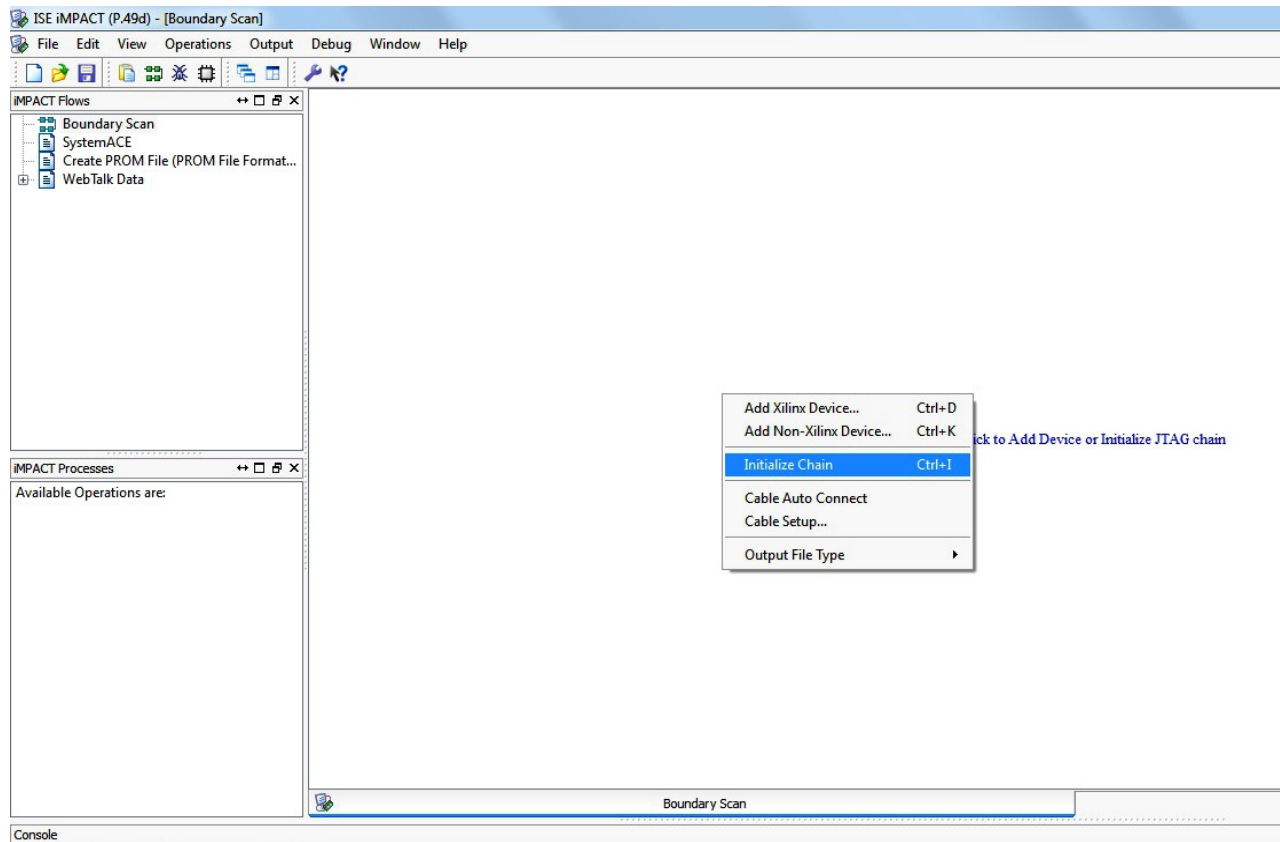 ISE iMPACT (P.49d) - [Boundary Scan]
File Edit View Operations Output Debug Window Help
iMPACT Flows
Boundary Scan
SystemACE
Create PROM File (PROM File Format...
WebTalk Data
Add Xilinx Device... Ctrl+D
Add Non-Xilinx Device... Ctrl+K
ick to Add Device or Initialize JTAG chain
Initialize Chain Ctrl+I
Cable Auto Connect
Cable Setup...
Output File Type
iMPACT Processes
Available Operations are:
Boundary Scan
Console